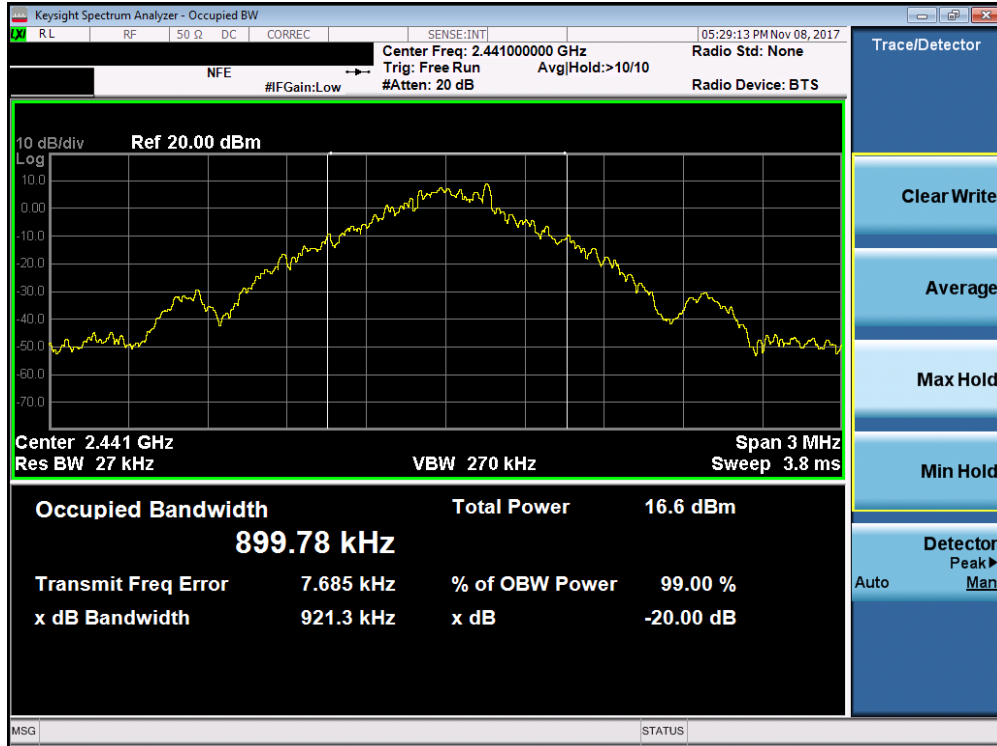 Keysight Spectrum Analyzer - Occupied BW
LXI RL RF 50 Ω DC CORREC SENSE:INT 05:29:13 PM Nov 08, 2017
Center Freq: 2.441000000 GHz Radio Std: None
NFE Trig: Free Run Avg|Hold:>10/10
#IFGain:Low #Atten: 20 dB Radio Device: BTS
10 dB/div Ref 20.00 dBm
Log
10.0
0.00
-10.0
-20.0
-30.0
-40.0
-50.0
-60.0
-70.0
Center 2.441 GHz Span 3 MHz
Res BW 27 kHz VBW 270 kHz Sweep 3.8 ms
Occupied Bandwidth Total Power 16.6 dBm
899.78 kHz
Transmit Freq Error 7.685 kHz % of OBW Power 99.00 %
x dB Bandwidth 921.3 kHz x dB -20.00 dB
MSG STATUS
Trace/Detector
Clear Write
Average
Max Hold
Min Hold
Detector
Peak▶
Auto Man